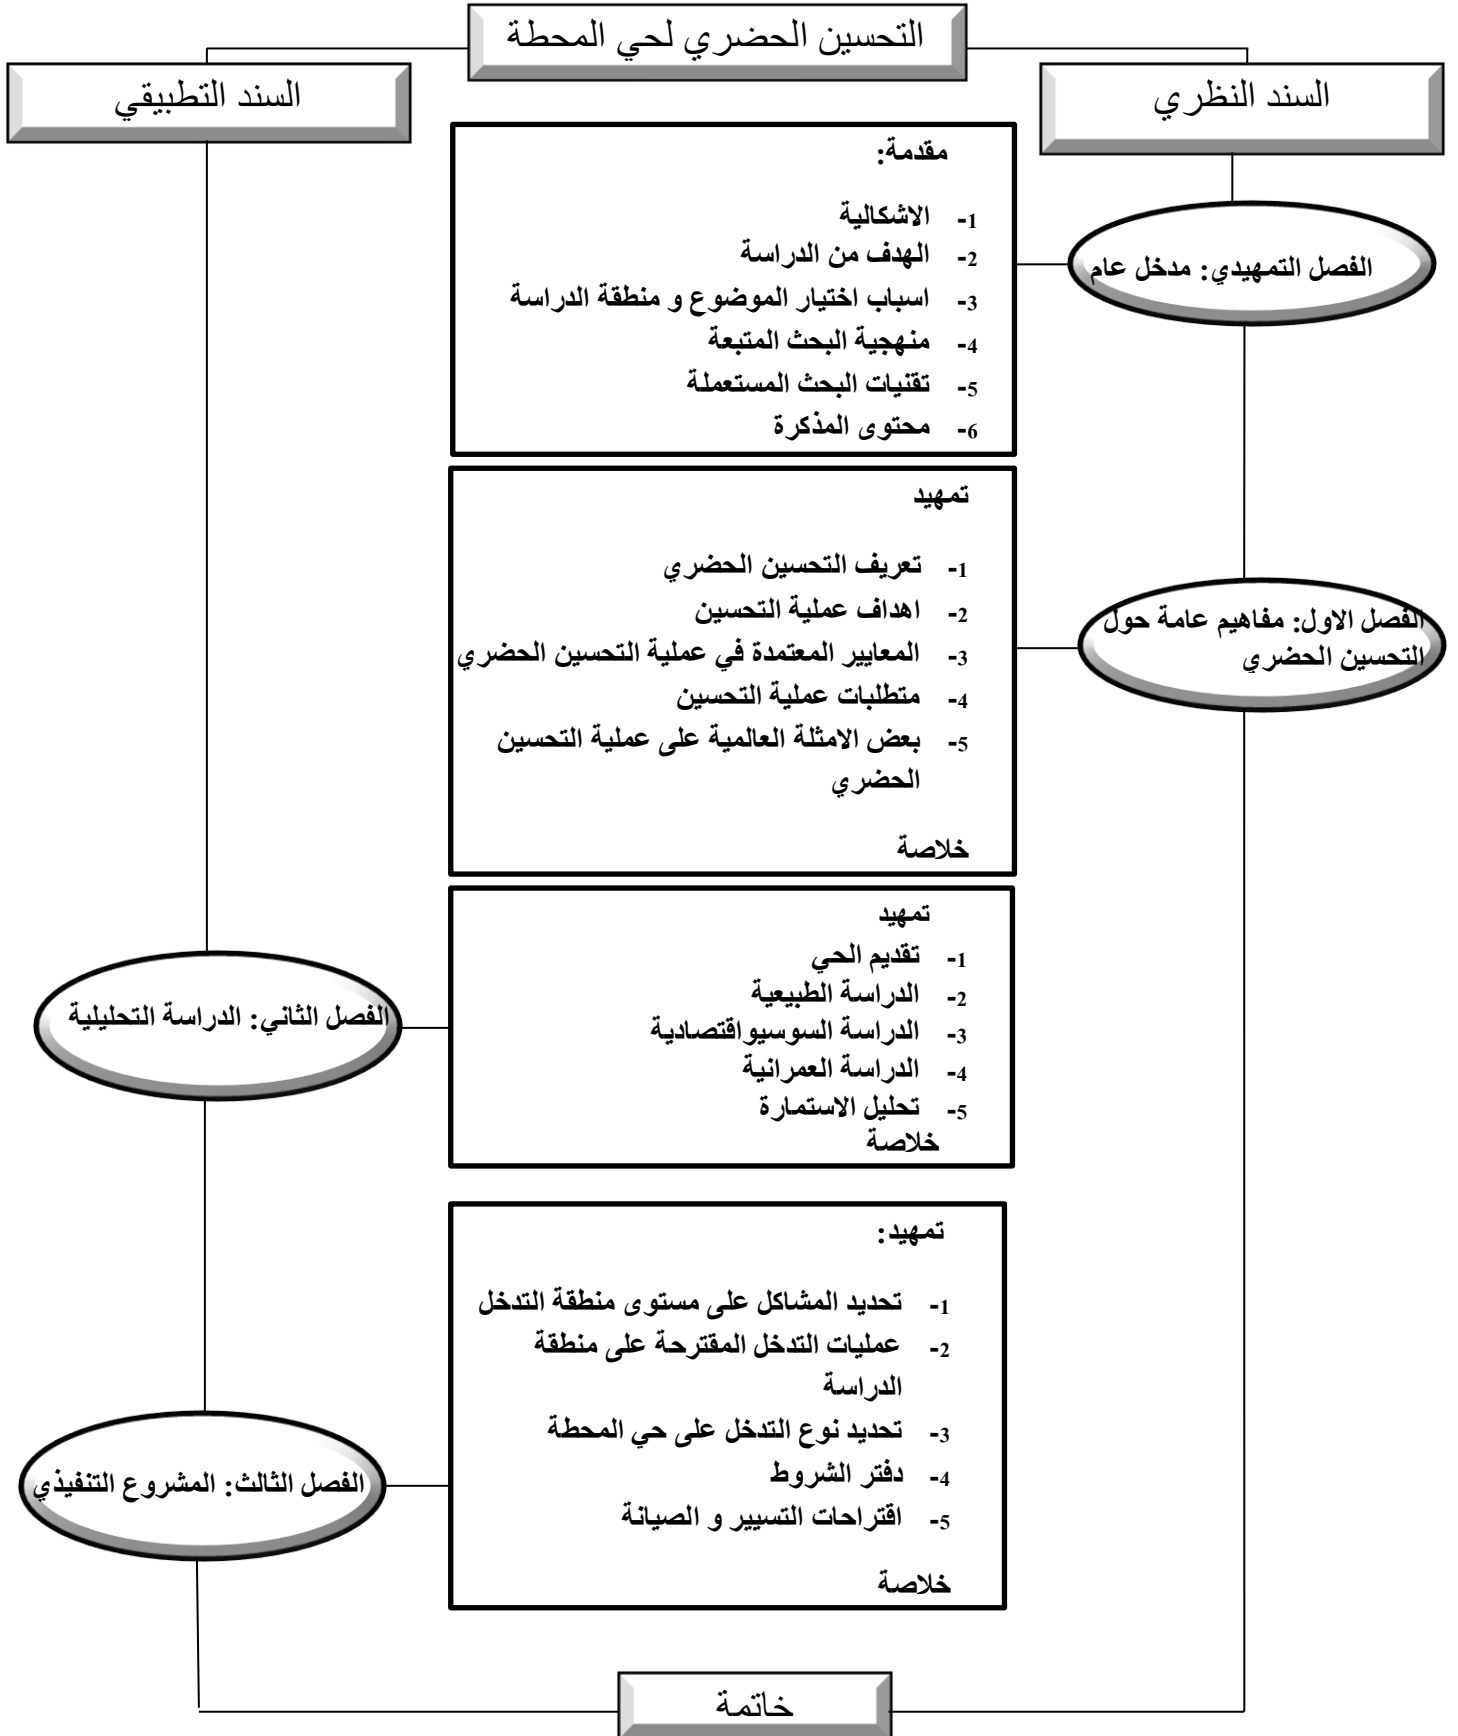 التحسين الحضري لحي المحطة
السند النظري
السند التطبيقي
الفصل التمهيدي: مدخل عام
مقدمة:
1- الاشكالية
2- الهدف من الدراسة
3- اسباب اختيار الموضوع و منطقة الدراسة
4- منهجية البحث المتبعة
5- تقنيات البحث المستعملة
6- محتوى المذكرة
الفصل الاول: مفاهيم عامة حول
التحسين الحضري
تمهيد
1- تعريف التحسين الحضري
2- اهداف عملية التحسين
3- المعايير المعتمدة في عملية التحسين الحضري
4- متطلبات عملية التحسين
5- بعض الامثلة العالمية على عملية التحسين
الحضري
خلاصة
الفصل الثاني: الدراسة التحليلية
تمهيد
1- تقديم الحي
2- الدراسة الطبيعية
3- الدراسة السوسيواقتصادية
4- الدراسة العمرانية
5- تحليل الاستمارة
خلاصة
الفصل الثالث: المشروع التنفيذي
تمهيد:
1- تحديد المشاكل على مستوى منطقة التدخل
2- عمليات التدخل المقترحة على منطقة
الدراسة
3- تحديد نوع التدخل على حي المحطة
4- دفتر الشروط
5- اقتراحات التسيير و الصيانة
خلاصة
خاتمة